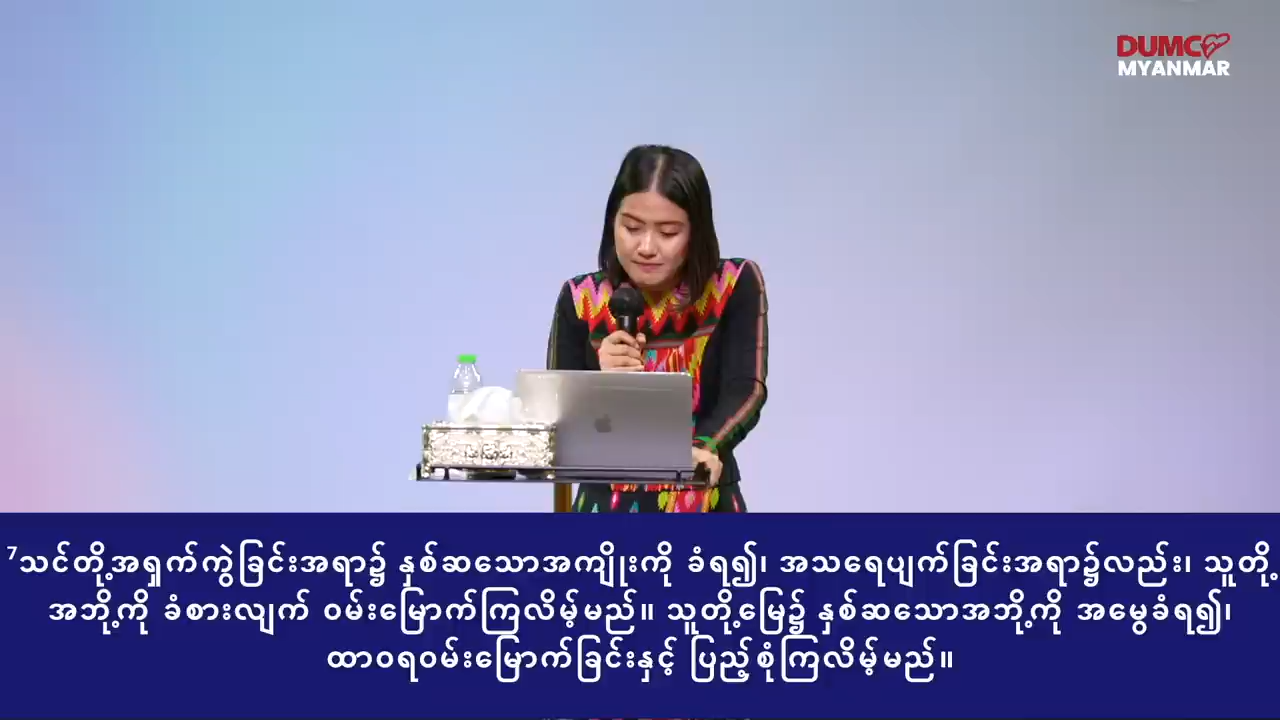 DUMC
MYANMAR
⁷သင်တို့အရှက်ကွဲခြင်းအရာ၌ နှစ်ဆသောအကျိုးကို ခံရ၍၊ အသရေပျက်ခြင်းအရာ၌လည်း၊ သူတို့
အဘို့ကို ခံစားလျက် ဝမ်းမြောက်ကြလိမ့်မည်။ သူတို့မြေ၌ နှစ်ဆသောအဘို့ကို အမွေခံရ၍၊
ထာဝရဝမ်းမြောက်ခြင်းနှင့် ပြည့်စုံကြလိမ့်မည်။